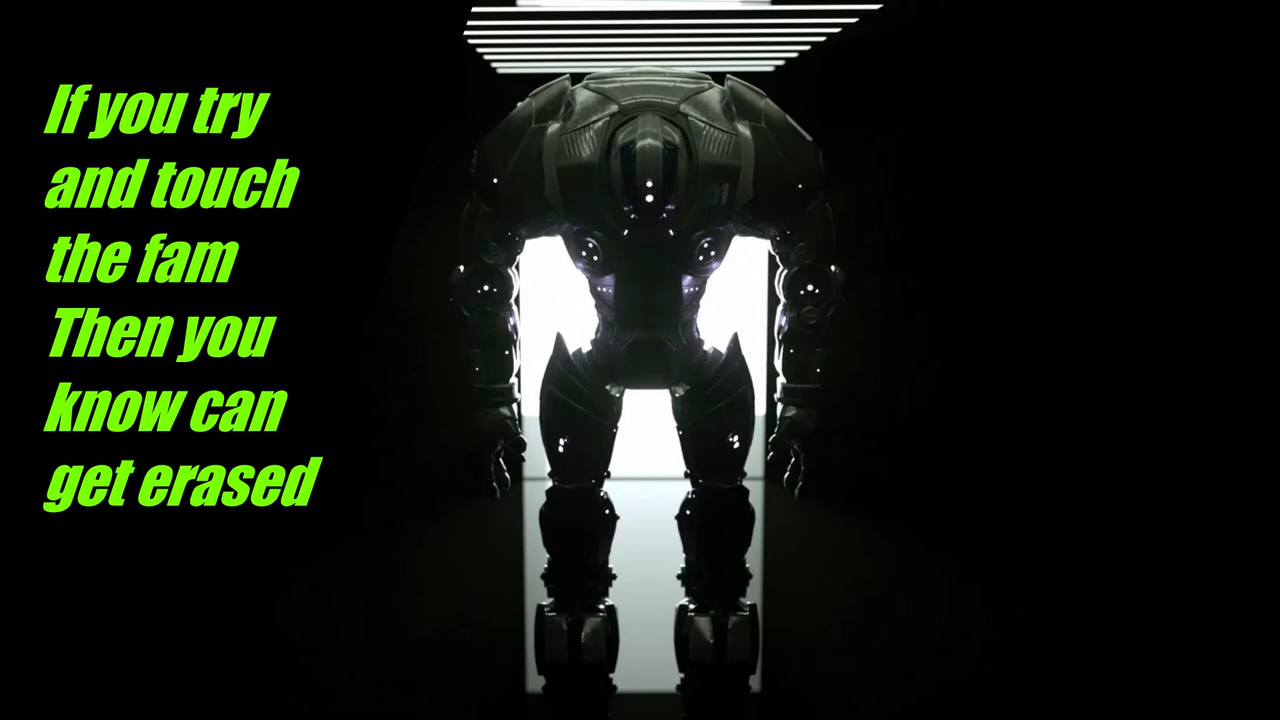 If you try
and touch
the fam
Then you
know can
get erased